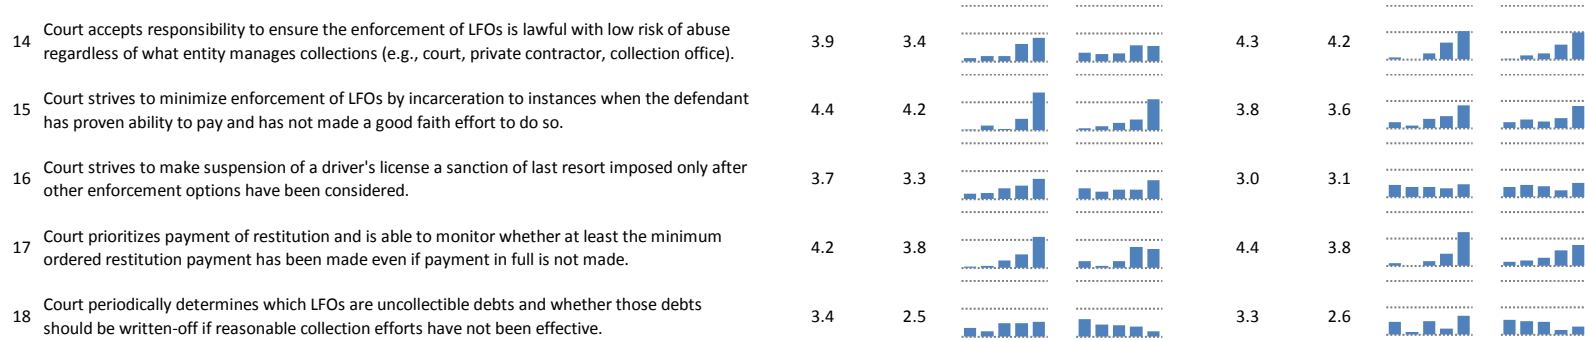 14 Court accepts responsibility to ensure the enforcement of LFOs is lawful with low risk of abuse
regardless of what entity manages collections (e.g., court, private contractor, collection office).
3.9 3.4 4.3 4.2
15 Court strives to minimize enforcement of LFOs by incarceration to instances when the defendant
has proven ability to pay and has not made a good faith effort to do so.
4.4 4.2 3.8 3.6
16 Court strives to make suspension of a driver's license a sanction of last resort imposed only after
other enforcement options have been considered.
3.7 3.3 3.0 3.1
17 Court prioritizes payment of restitution and is able to monitor whether at least the minimum
ordered restitution payment has been made even if payment in full is not made.
4.2 3.8 4.4 3.8
18 Court periodically determines which LFOs are uncollectible debts and whether those debts
should be written-off if reasonable collection efforts have not been effective.
3.4 2.5 3.3 2.6